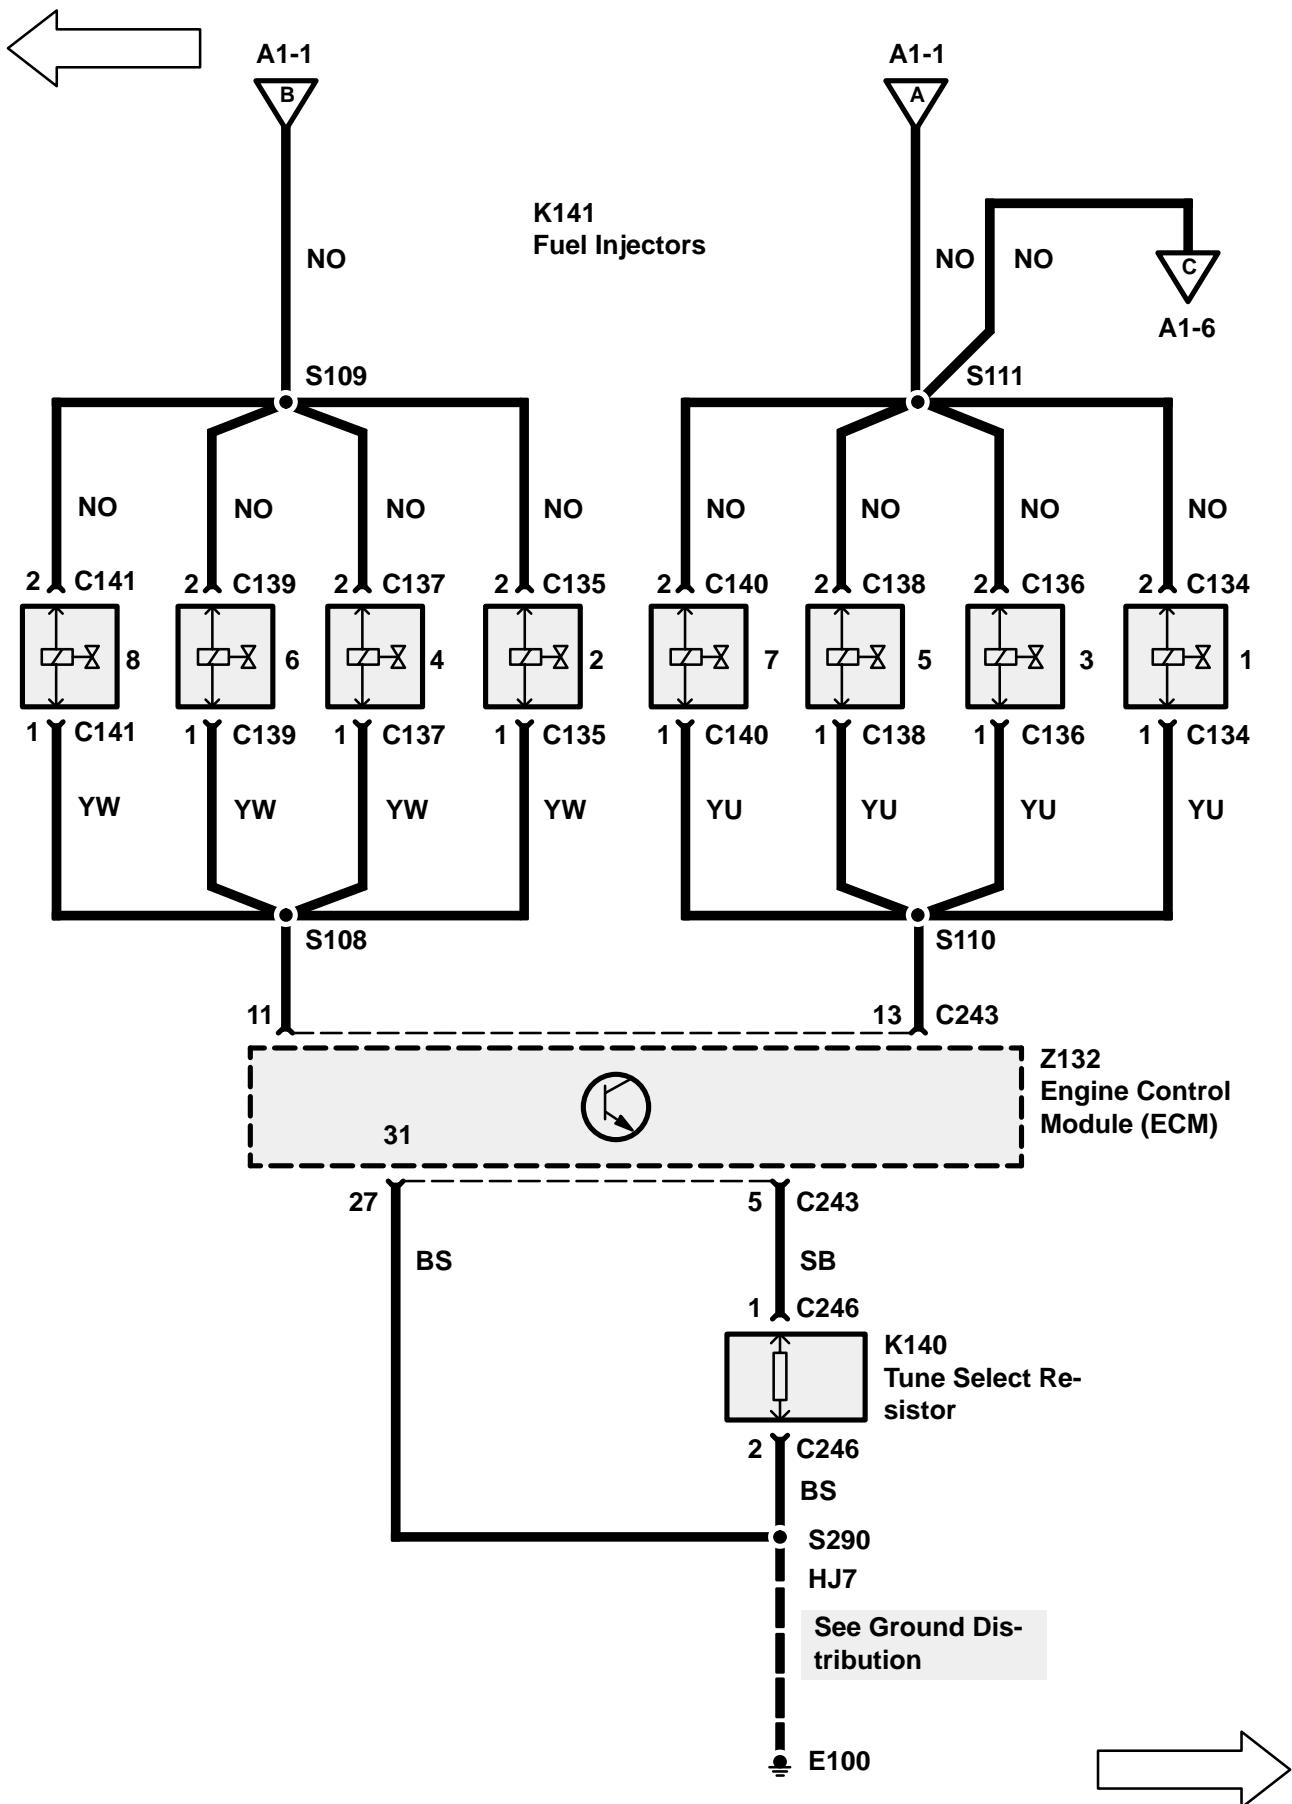 A1-1
A1-1
B
A
K141
Fuel Injectors
NO
NO
NO
C
A1-6
S109
S111
NO
NO
NO
NO
NO
NO
NO
NO
2 C141
2 C139
2 C137
2 C135
2 C140
2 C138
2 C136
2 C134
8
6
4
2
7
5
3
1
1 C141
1 C139
1 C137
1 C135
1 C140
1 C138
1 C136
1 C134
YW
YW
YW
YW
YU
YU
YU
YU
S108
S110
11
13 C243
Z132
Engine Control
Module (ECM)
31
27
5 C243
BS
SB
1 C246
K140
Tune Select Re-
sistor
2 C246
BS
S290
HJ7
See Ground Dis-
tribution
E100